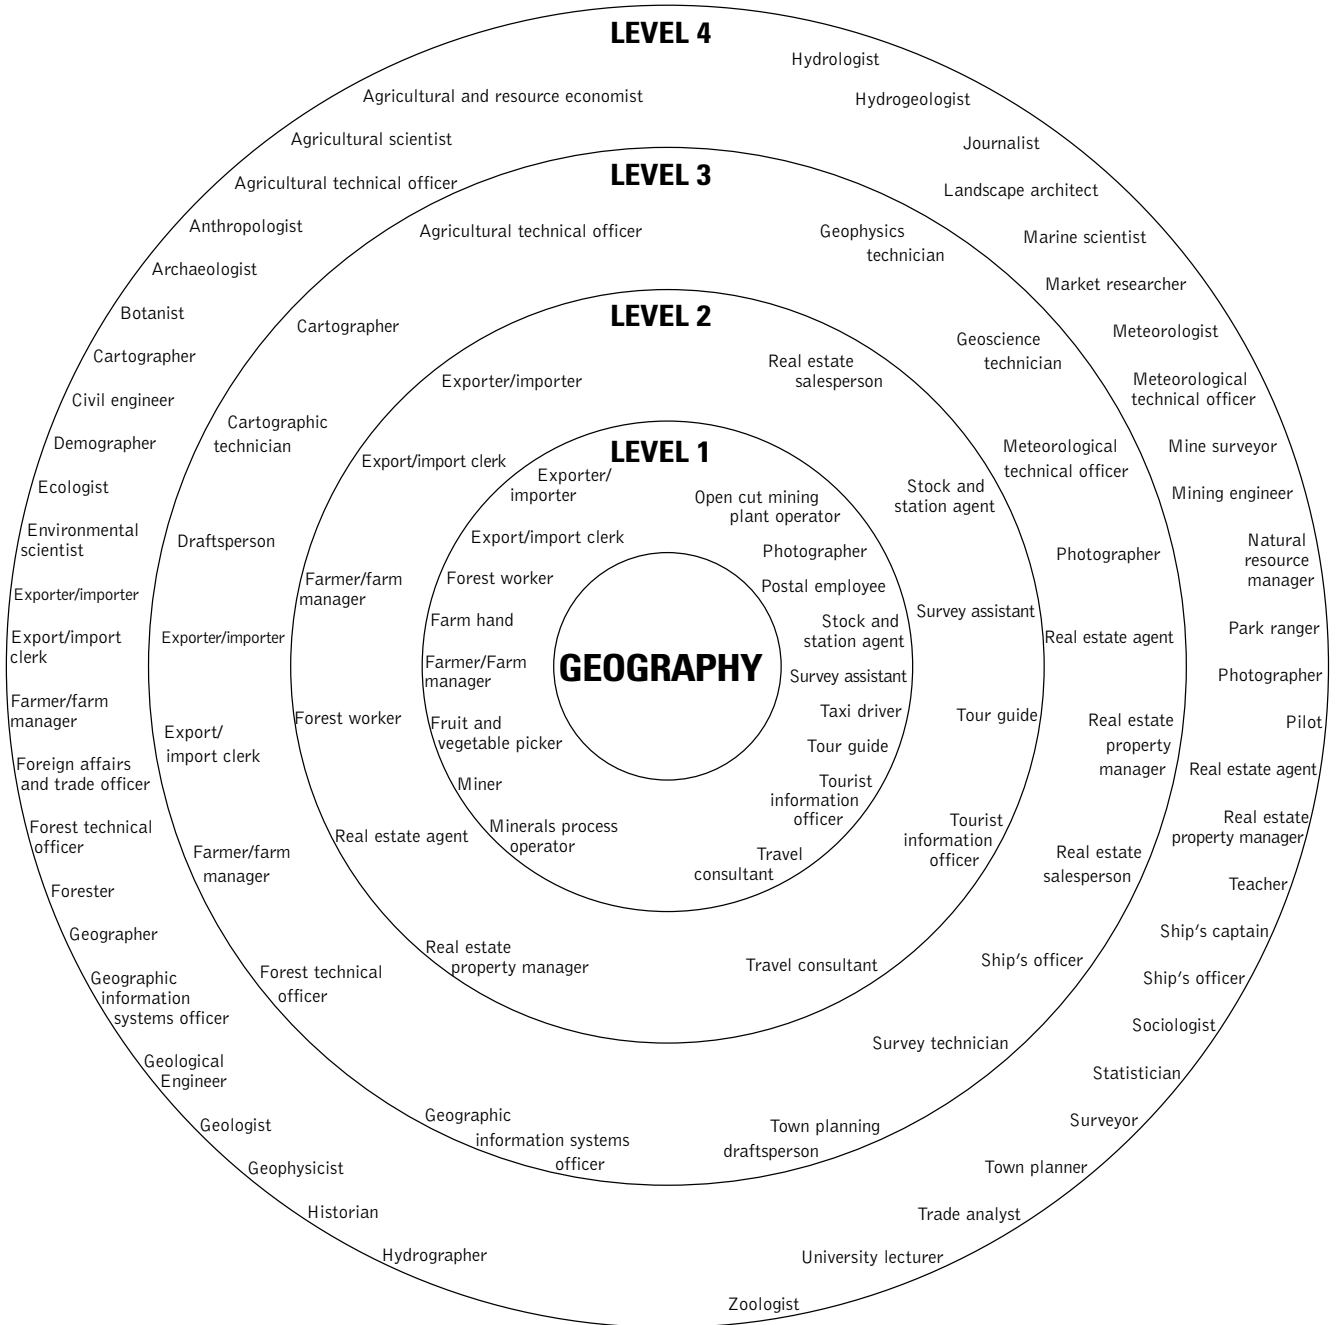 LEVEL 4
Agricultural and resource economist
Agricultural scientist
Agricultural technical officer
Anthropologist
Archaeologist
Botanist
Cartographer
Civil engineer
Demographer
Ecologist
Environmental
scientist
Exporter/importer
Export/import
clerk
Farmer/farm
manager
Foreign affairs
and trade officer
Forest technical
officer
Forester
Geographer
Geographic
information
systems officer
Geological
Engineer
Geologist
Geophysicist
Historian
Hydrographer
Hydrologist
Hydrogeologist
Journalist
Landscape architect
Marine scientist
Market researcher
Meteorologist
Meteorological
technical officer
Mine surveyor
Mining engineer
Natural
resource
manager
Park ranger
Photographer
Pilot
Real estate agent
Real estate
property manager
Teacher
Ship's captain
Ship's officer
Sociologist
Statistician
Surveyor
Town planner
Trade analyst
University lecturer
Zoologist
LEVEL 3
Agricultural technical officer
Cartographer
Cartographic
technician
Draftsperson
Exporter/importer
Export/
import clerk
Farmer/farm
manager
Forest technical
officer
Geographic
information systems
officer
Geophysics
technician
Geoscience
technician
Meteorological
technical officer
Photographer
Real estate agent
Real estate
property
manager
Real estate
salesperson
Ship's officer
Survey technician
Town planning
draftsperson
LEVEL 2
Exporter/importer
Export/import clerk
Farmer/farm
manager
Forest worker
Real estate agent
Real estate
property manager
Real estate
salesperson
Stock and
station agent
Survey assistant
Tour guide
Tourist
information
officer
Travel consultant
LEVEL 1
Exporter/
importer
Export/import clerk
Forest worker
Farm hand
Farmer/Farm
manager
Fruit and
vegetable picker
Miner
Minerals process
operator
Open cut mining
plant operator
Photographer
Postal employee
Stock and
station agent
Survey assistant
Taxi driver
Tour guide
Tourist
information
officer
Travel
consultant
GEOGRAPHY